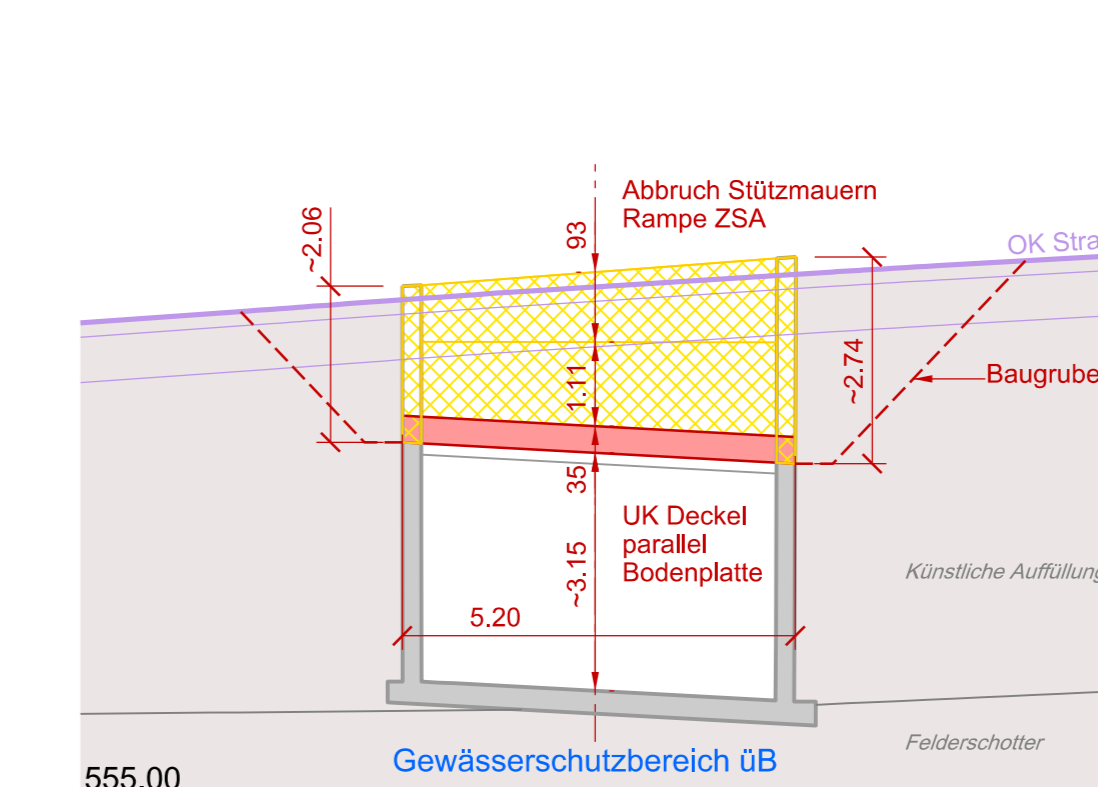 Abbruch Stützmauern
Rampe ZSA
~2.06
93
OK Stra
1.11
~2.74
Baugrube
35
UK Deckel
parallel
Bodenplatte
~3.15
Künstliche Auffüllung
5.20
Felderschotter
Gewässerschutzbereich üB
555.00